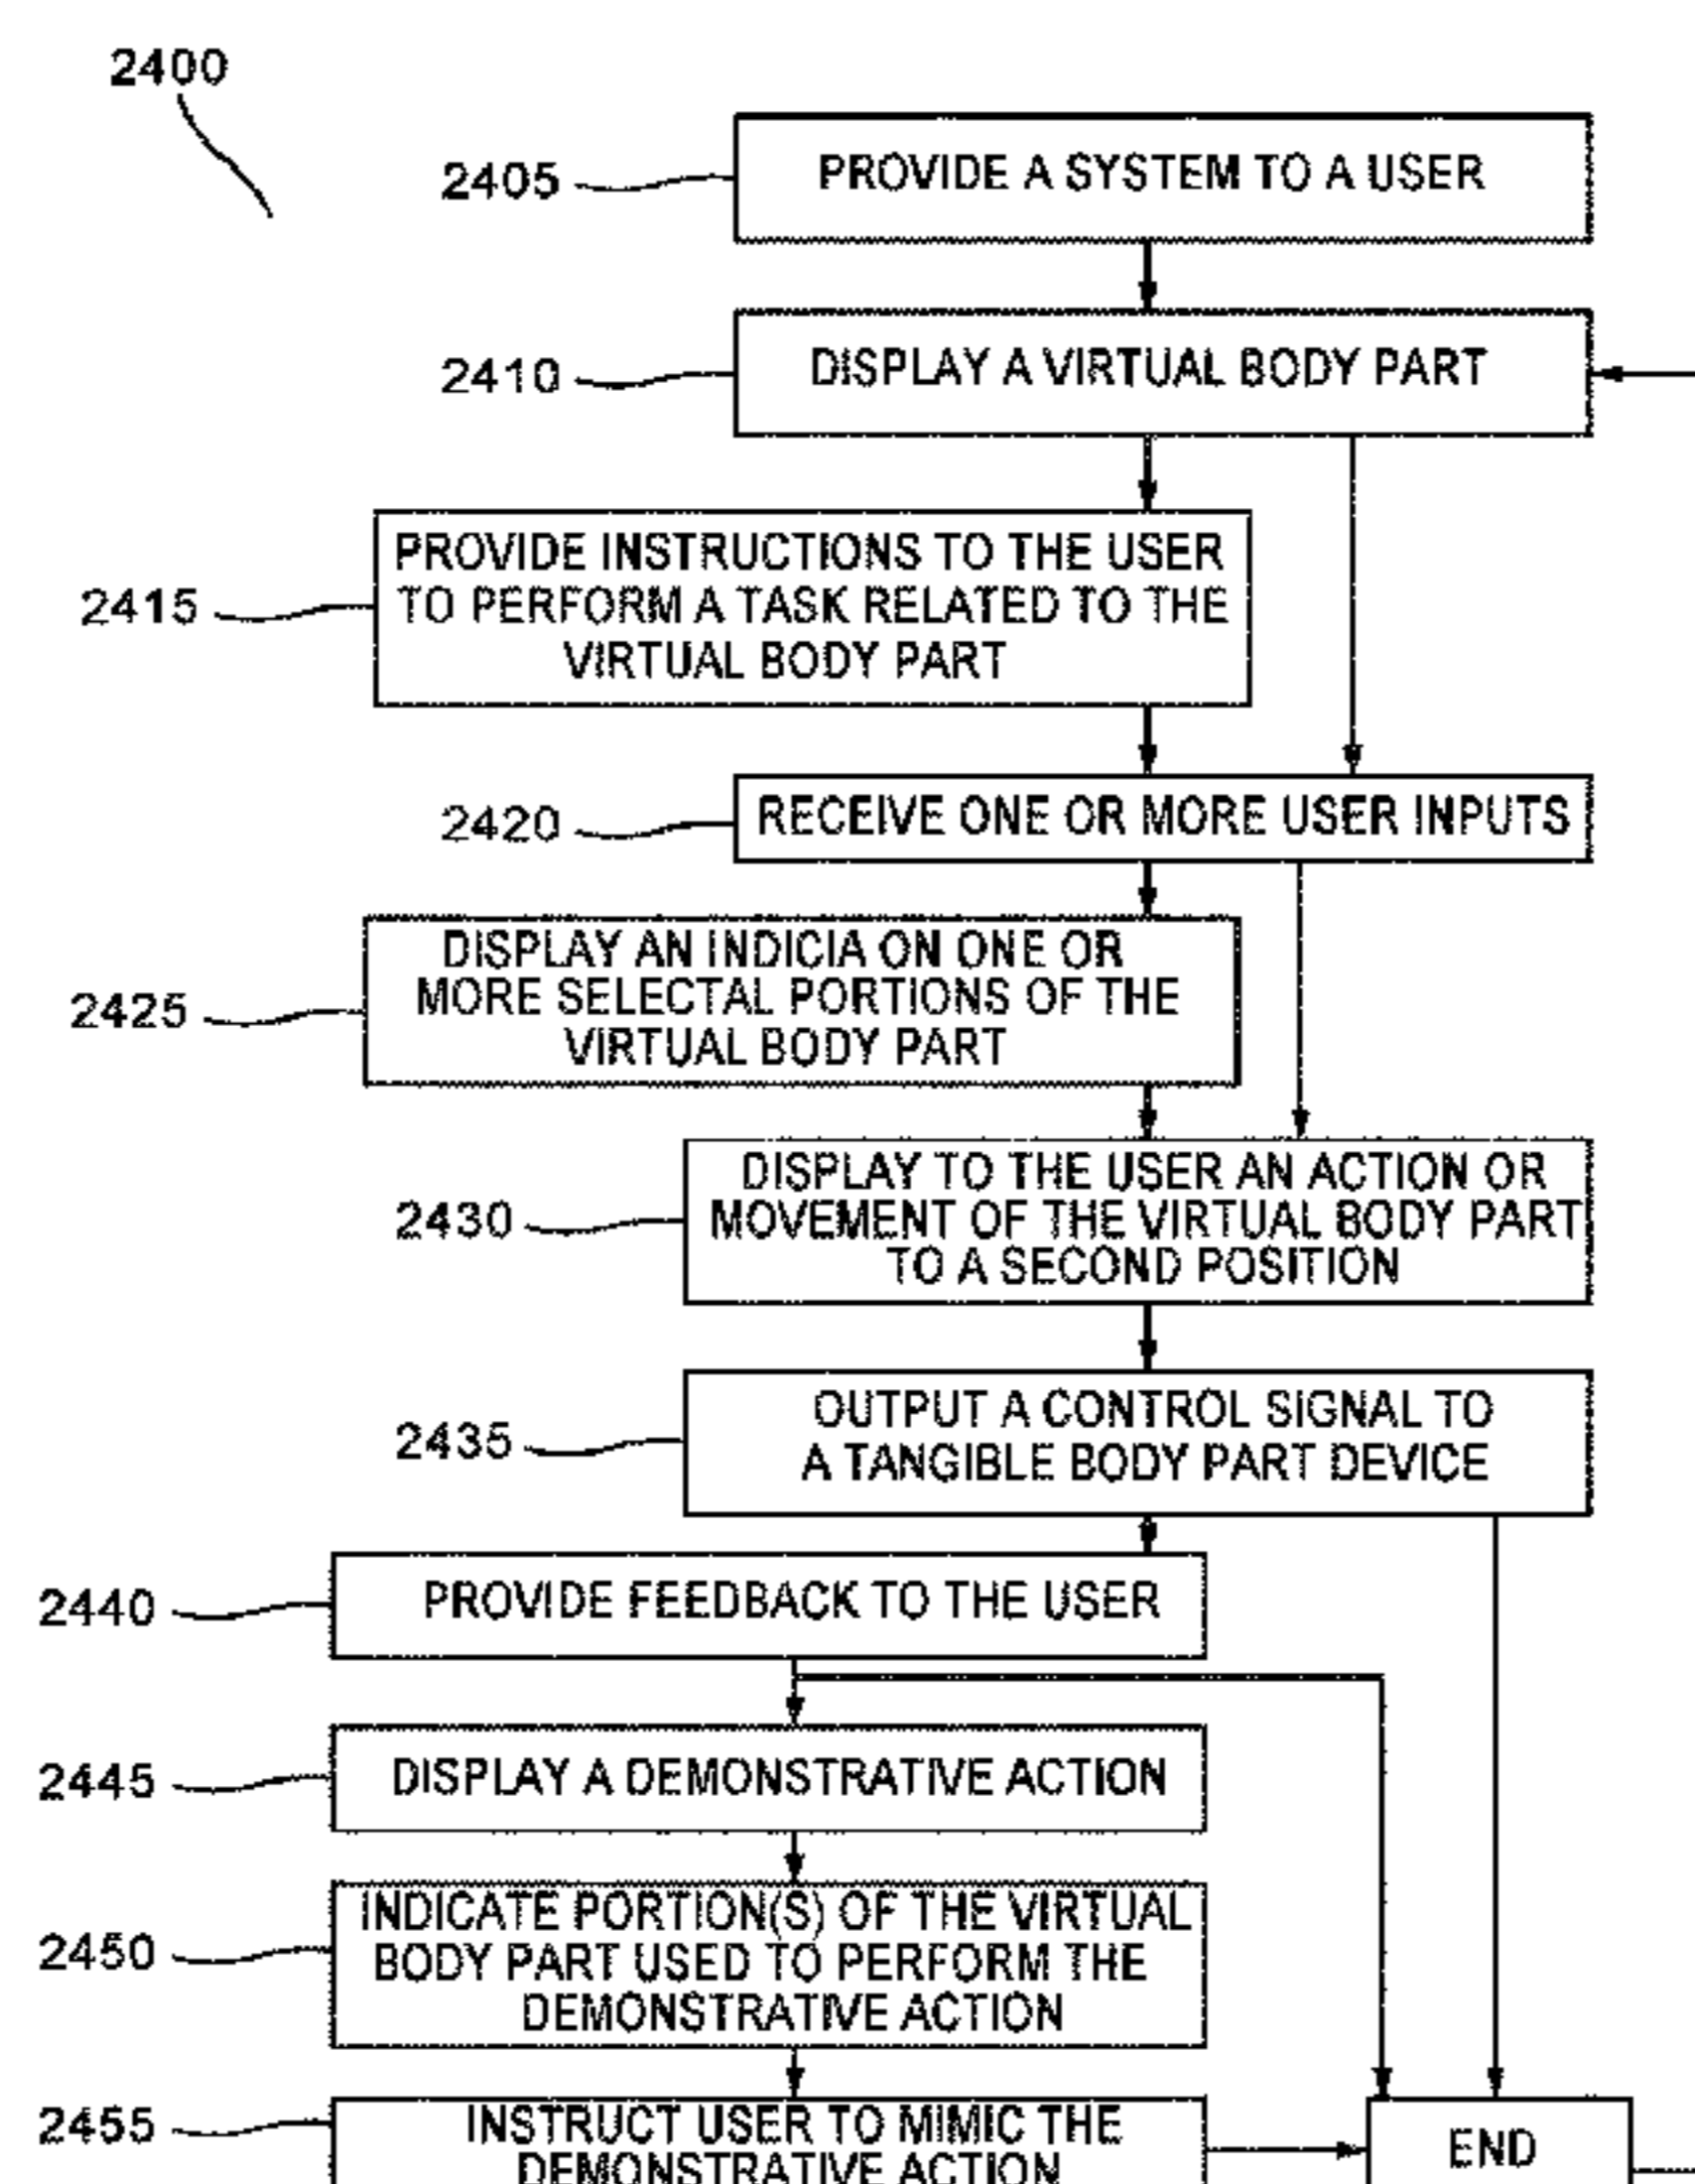 2400
2405
PROVIDE A SYSTEM TO A USER
2410
DISPLAY A VIRTUAL BODY PART
2415
PROVIDE INSTRUCTIONS TO THE USER
TO PERFORM A TASK RELATED TO THE
VIRTUAL BODY PART
2420
RECEIVE ONE OR MORE USER INPUTS
2425
DISPLAY AN INDICIA ON ONE OR
MORE SELECTAL PORTIONS OF THE
VIRTUAL BODY PART
2430
DISPLAY TO THE USER AN ACTION OR
MOVEMENT OF THE VIRTUAL BODY PART
TO A SECOND POSITION
2435
OUTPUT A CONTROL SIGNAL TO
A TANGIBLE BODY PART DEVICE
2440
PROVIDE FEEDBACK TO THE USER
2445
DISPLAY A DEMONSTRATIVE ACTION
2450
INDICATE PORTION(S) OF THE VIRTUAL
BODY PART USED TO PERFORM THE
DEMONSTRATIVE ACTION
2455
INSTRUCT USER TO MIMIC THE
DEMONSTRATIVE ACTION
END